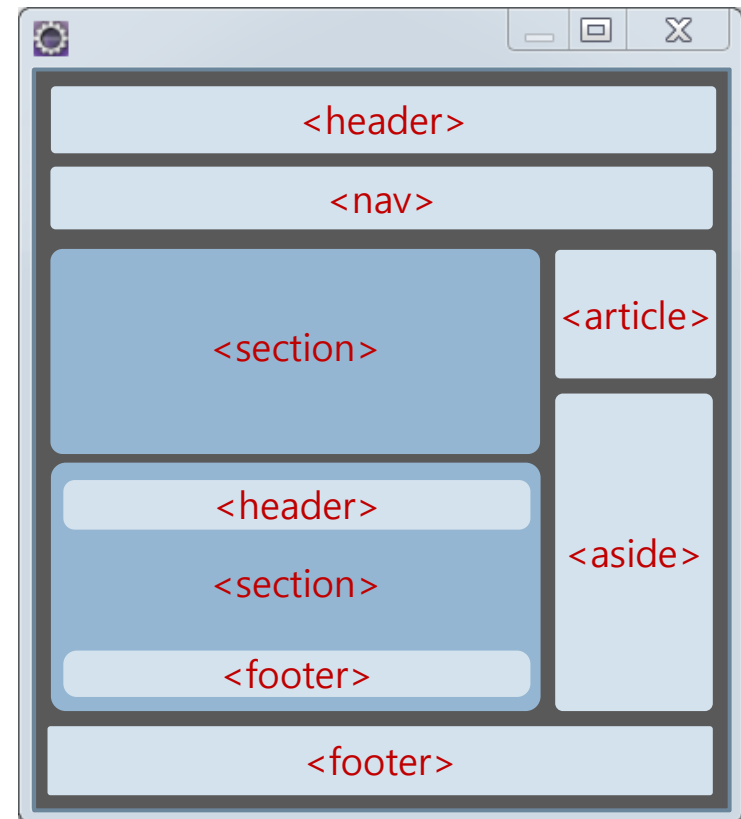 <header>
<nav>
<section>
<article>
<header>
<section>
<footer>
<aside>
<footer>